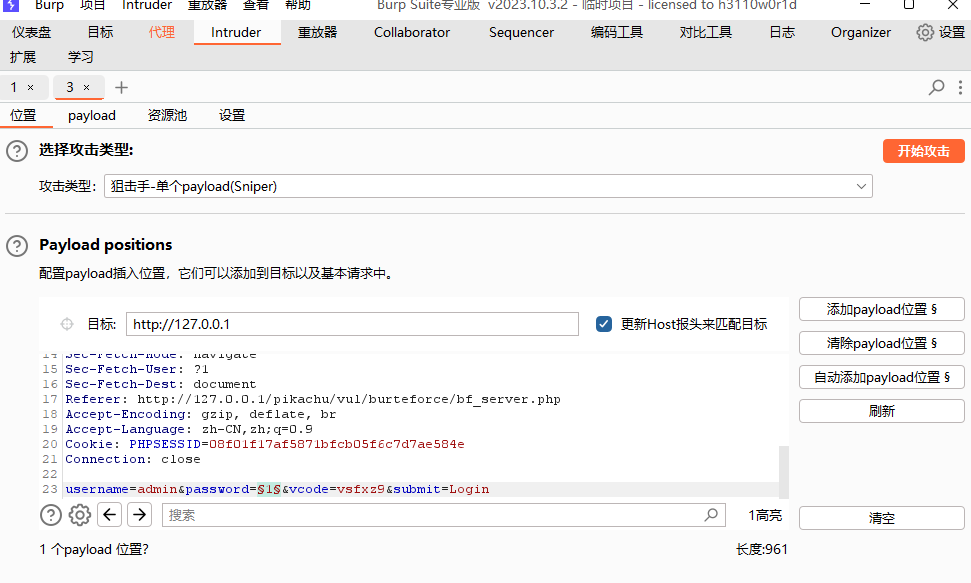 Burp 项目 Intruder 重放器 查看 帮助 Burp Suite专业版 v2023.10.3.2 - 临时项目 - licensed to h3110w0r1d
仪表盘 目标 代理 Intruder 重放器 Collaborator Sequencer 编码工具 对比工具 日志 Organizer 设置
扩展 学习
1 × 3 × +
位置 payload 资源池 设置
? 选择攻击类型: 开始攻击
攻击类型: 狙击手-单个payload(Sniper)
? Payload positions
配置payload插入位置，它们可以添加到目标以及基本请求中。
目标: http://127.0.0.1 更新Host报头来匹配目标
添加payload位置 §
清除payload位置 §
自动添加payload位置 §
刷新
14 Sec-Fetch-Mode: navigate
15 Sec-Fetch-User: ?1
16 Sec-Fetch-Dest: document
17 Referer: http://127.0.0.1/pikachu/vul/burteforce/bf_server.php
18 Accept-Encoding: gzip, deflate, br
19 Accept-Language: zh-CN,zh;q=0.9
20 Cookie: PHPSESSID=08f01f17af5871bfcb05f6c7d7ae584e
21 Connection: close
22
23 username=admin&password=§1§&vcode=vsfxz9&submit=Login
? 搜索 1高亮 清空
1 个payload 位置? 长度:961